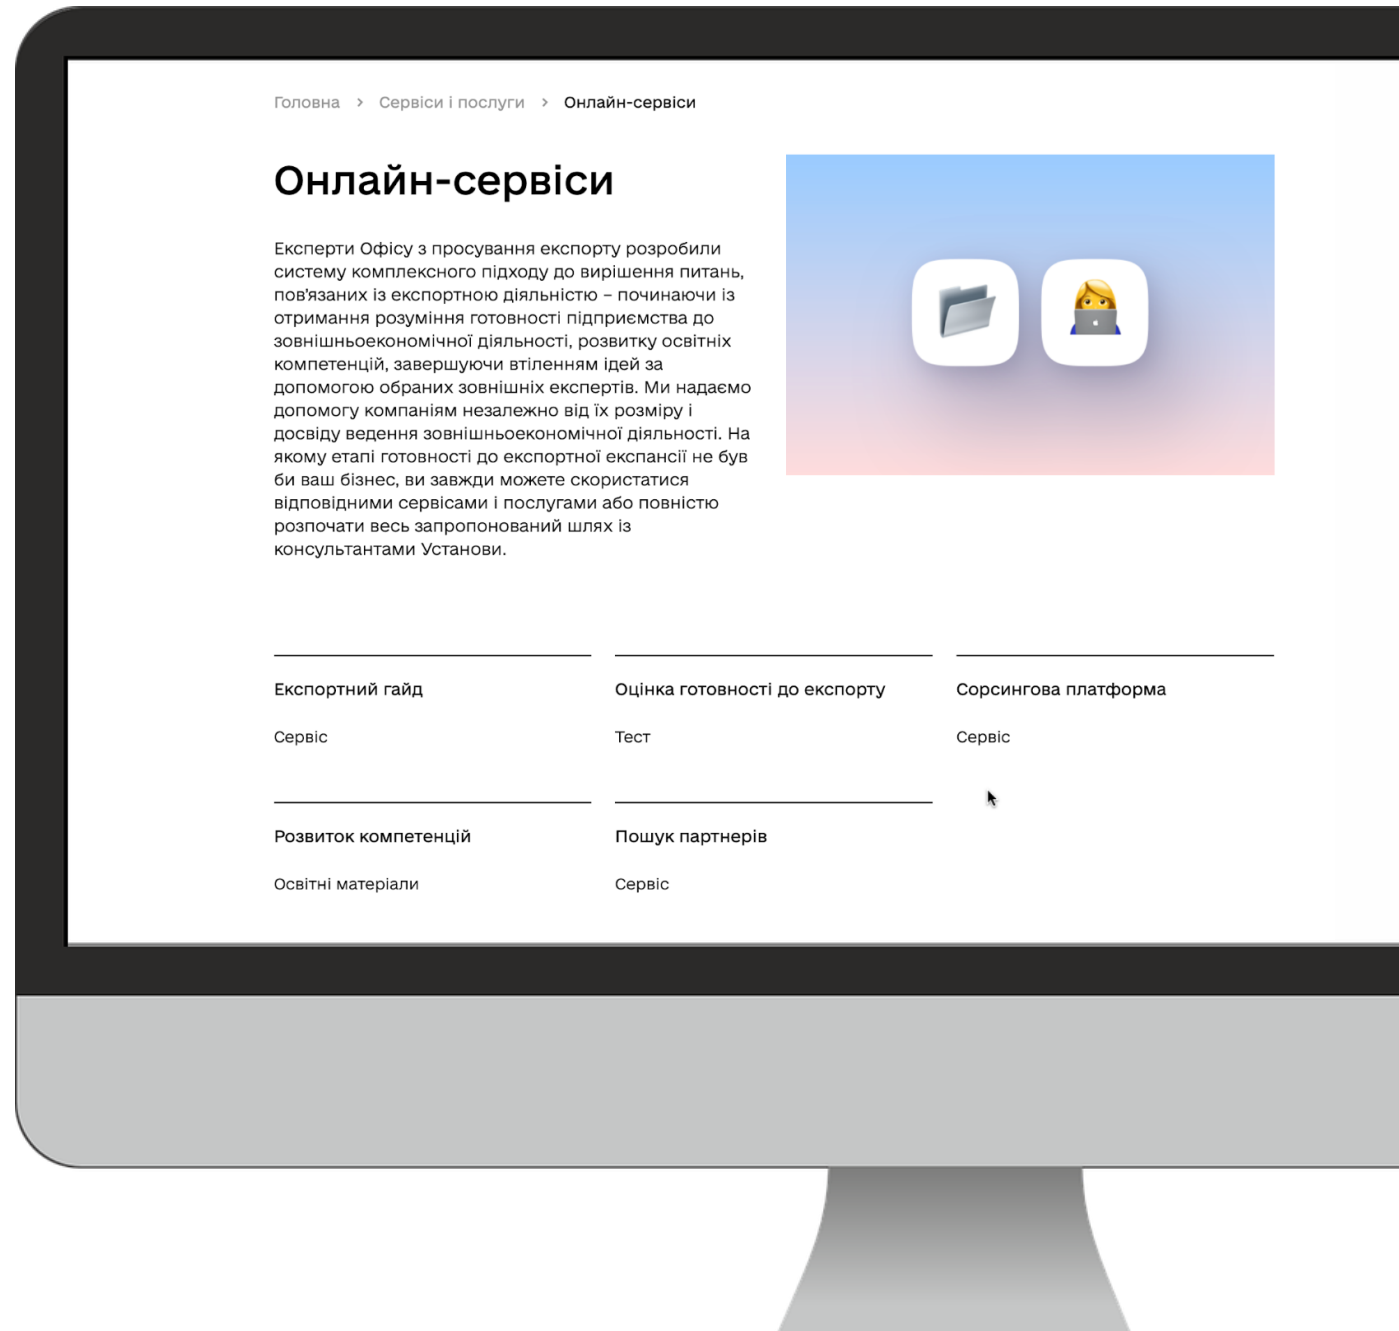 Головна > Сервіси і послуги > Онлайн-сервіси
Онлайн-сервіси
Експерти Офісу з просування експорту розробили
систему комплексного підходу до вирішення питань,
пов'язаних із експортною діяльністю – починаючи із
отримання розуміння готовності підприємства до
зовнішньоекономічної діяльності, розвитку освітніх
компетенцій, завершуючи втіленням ідей за
допомогою обраних зовнішніх експертів. Ми надаємо
допомогу компаніям незалежно від їх розміру і
досвіду ведення зовнішньоекономічної діяльності. На
якому етапі готовності до експортної експансії не був
би ваш бізнес, ви завжди можете скористатися
відповідними сервісами і послугами або повністю
розпочати весь запропонований шлях із
консультантами Установи.
Експортний гайд
Сервіс
Оцінка готовності до експорту
Тест
Сорсингова платформа
Сервіс
Розвиток компетенцій
Освітні матеріали
Пошук партнерів
Сервіс